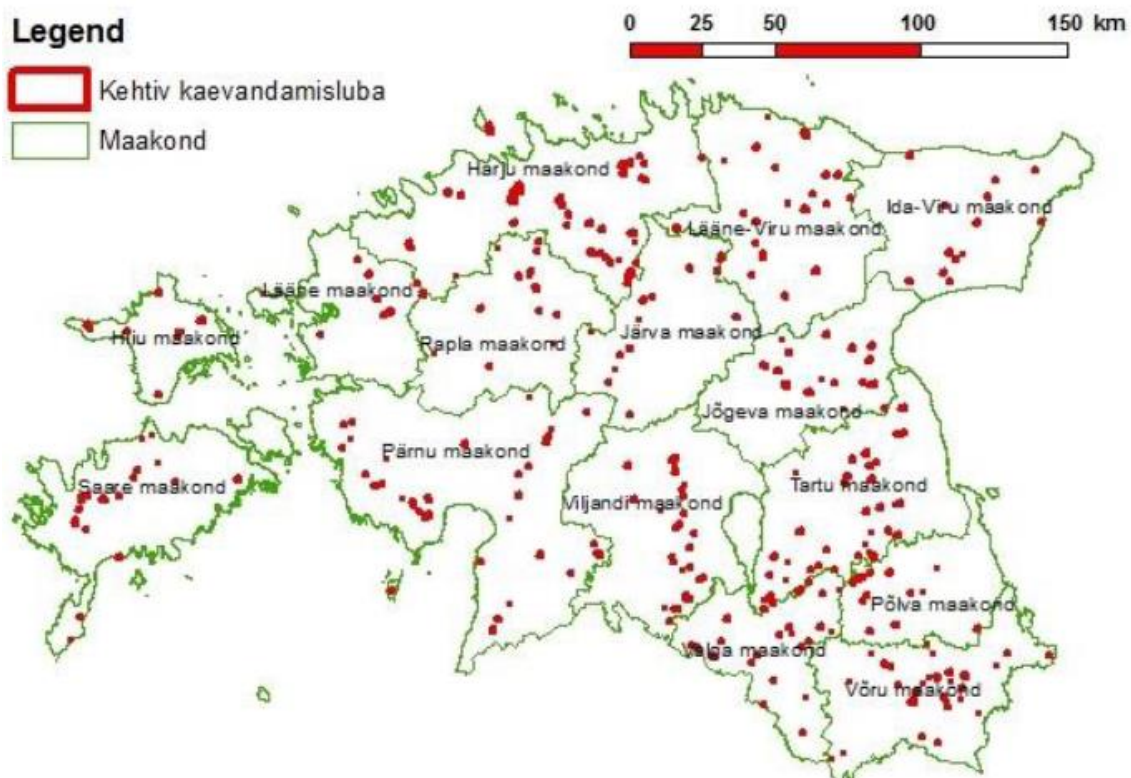 Legend
0 25 50 100 150 km
Kehtiv kaevandamisluba
Maakond
Harju maakond
Ida-Viru maakond
Lääne-Viru maakond
Lääne maakond
Hiiu maakond
Rapla maakond
Järva maakond
Jõgeva maakond
Pärnu maakond
Saare maakond
Viljandi maakond
Tartu maakond
Põlva maakond
Valga maakond
Võru maakond